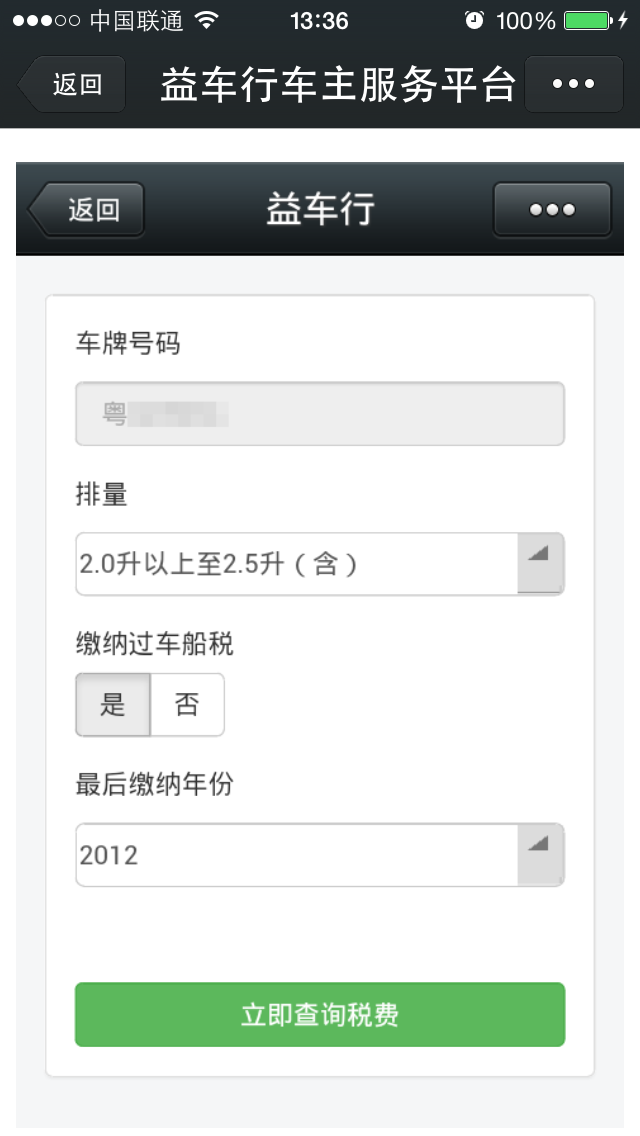 中国联通 13:36 100%
返回 益车行车主服务平台
返回 益车行
车牌号码
粤
排量
2.0升以上至2.5升（含）
缴纳过车船税
是 否
最后缴纳年份
2012
立即查询税费